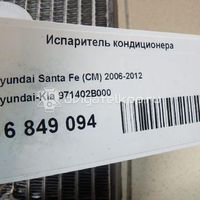 Испаритель кондиционера
yundai Santa Fe (CM) 2006-2012
yundai-Kia 971402B000
6 849 094